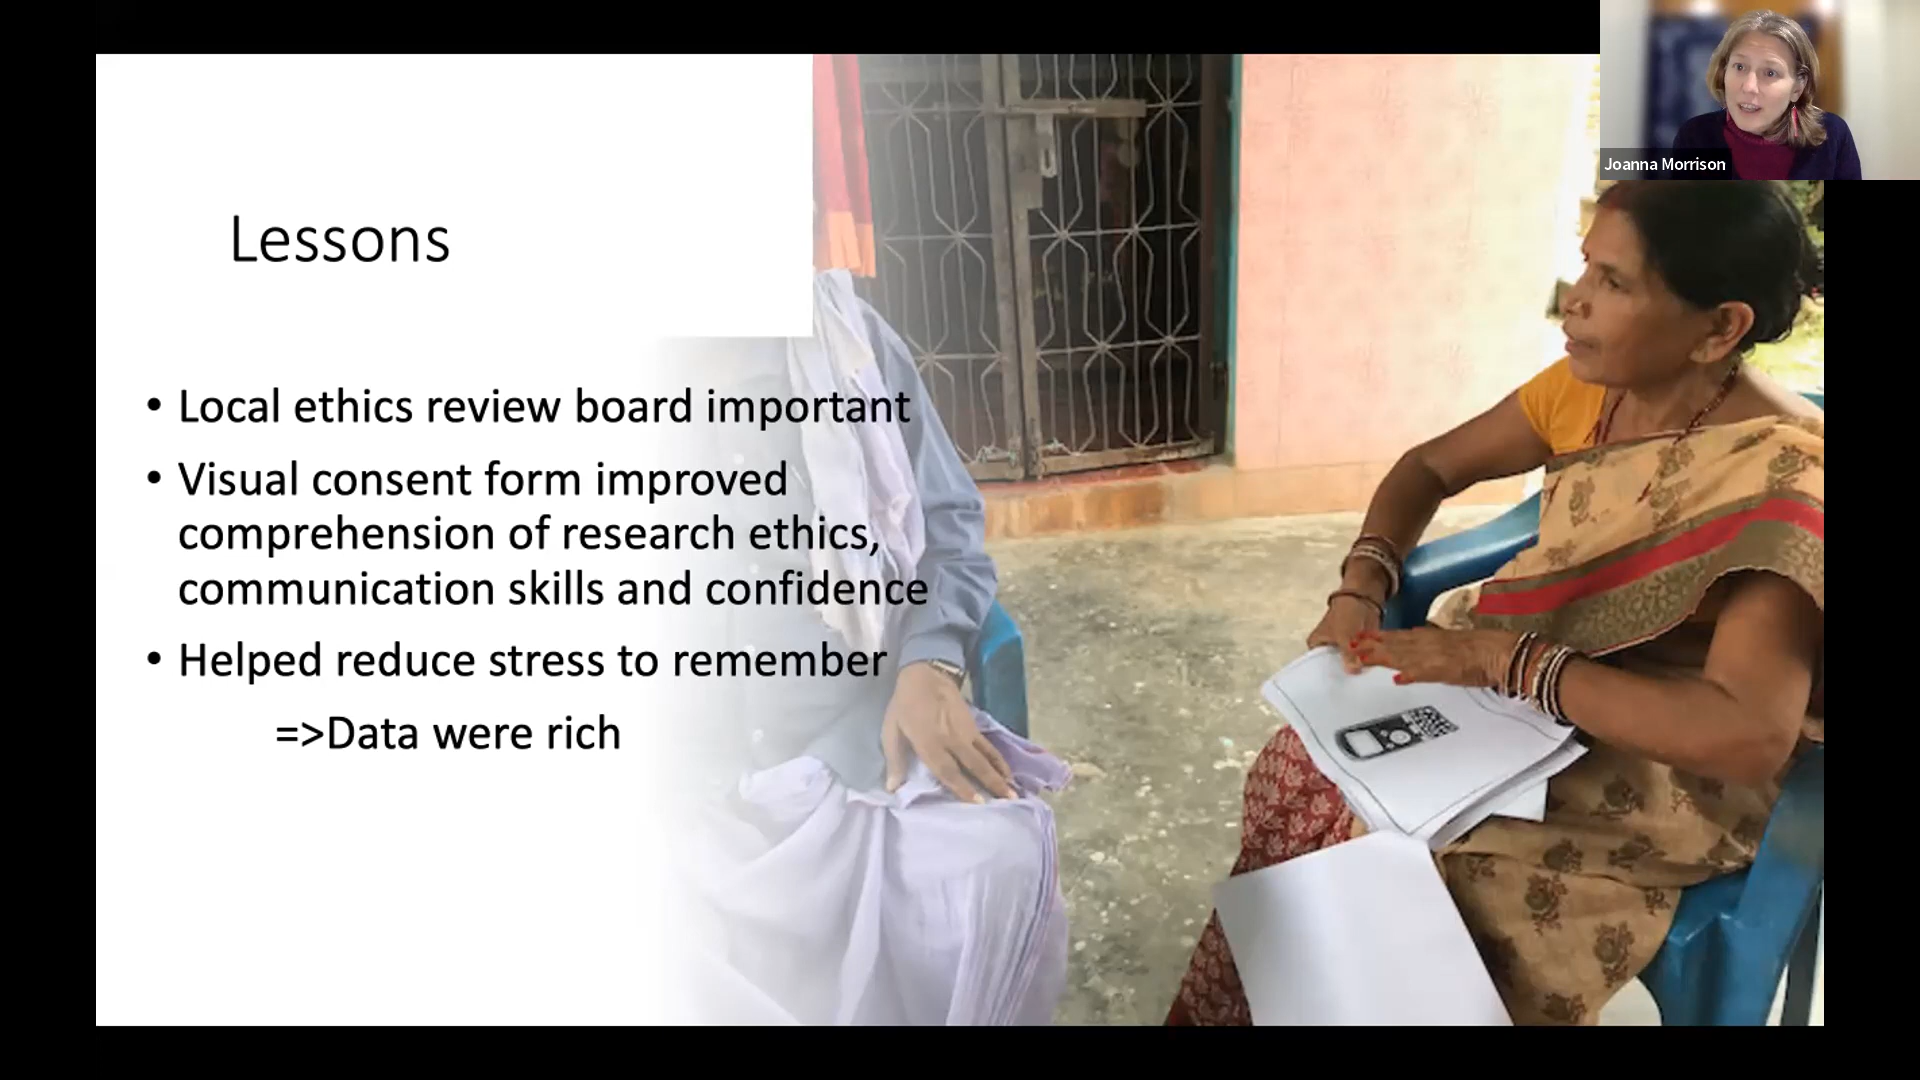 Joanna Morrison
Lessons
• Local ethics review board important
• Visual consent form improved
comprehension of research ethics,
communication skills and confidence
• Helped reduce stress to remember
=>Data were rich